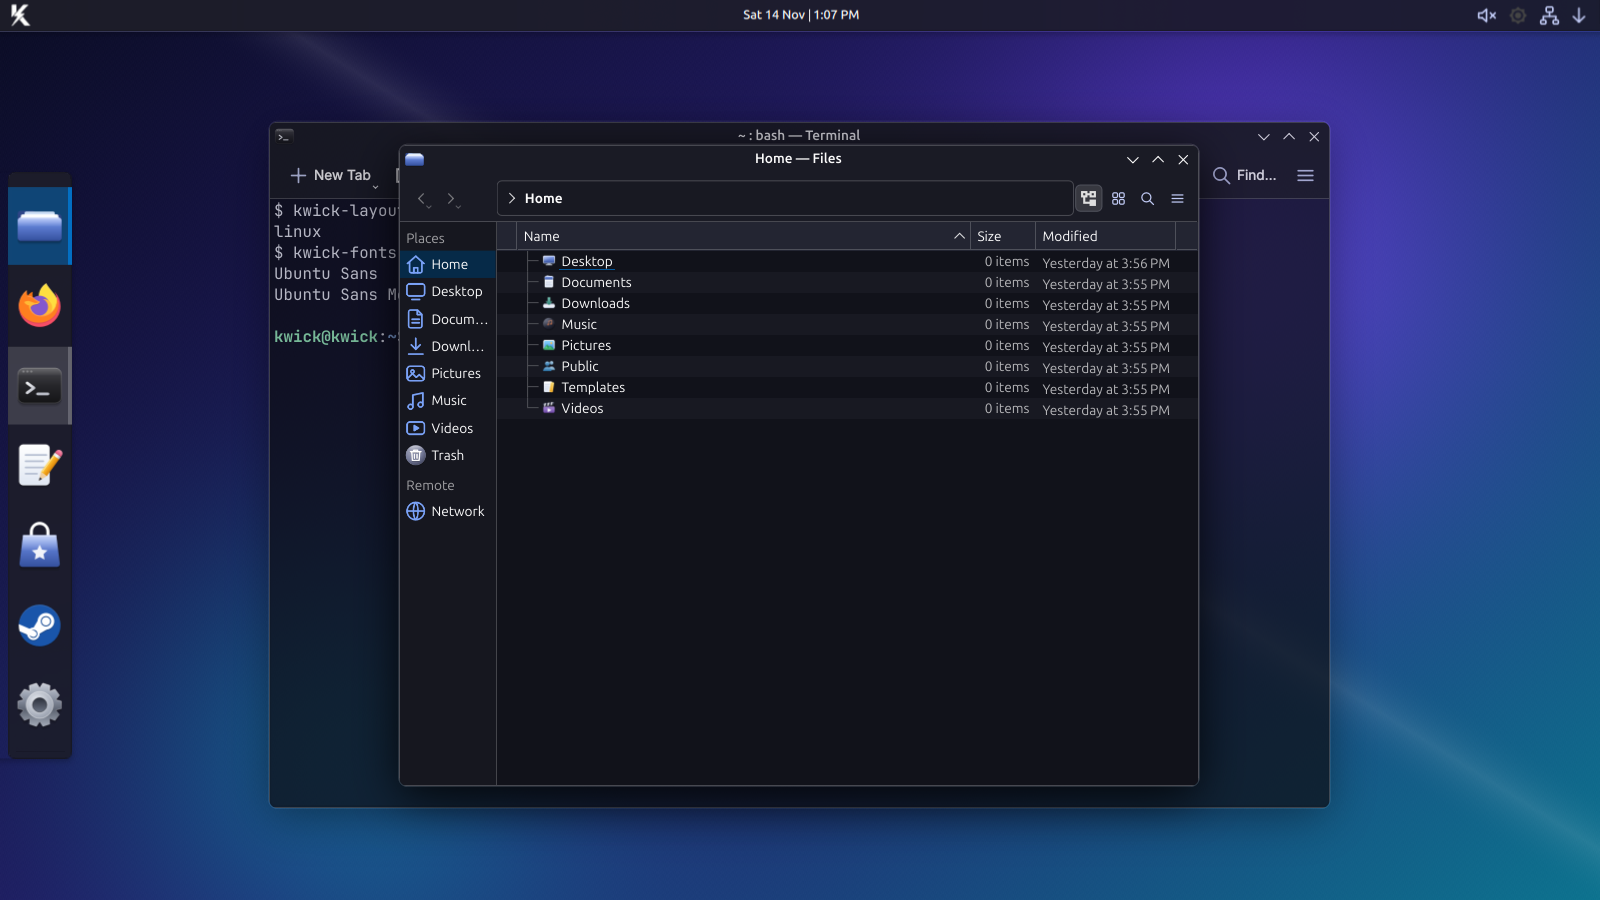 Sat 14 Nov | 1:07 PM
~ : bash — Terminal
New Tab
Find...
$ kwick-layou
linux
$ kwick-fonts
Ubuntu Sans
Ubuntu Sans M
kwick@kwick:~
Home — Files
Home
Places
Home
Desktop
Docum...
Downl...
Pictures
Music
Videos
Trash
Remote
Network
Name Size Modified
Desktop 0 items Yesterday at 3:56 PM
Documents 0 items Yesterday at 3:55 PM
Downloads 0 items Yesterday at 3:55 PM
Music 0 items Yesterday at 3:55 PM
Pictures 0 items Yesterday at 3:55 PM
Public 0 items Yesterday at 3:55 PM
Templates 0 items Yesterday at 3:55 PM
Videos 0 items Yesterday at 3:55 PM